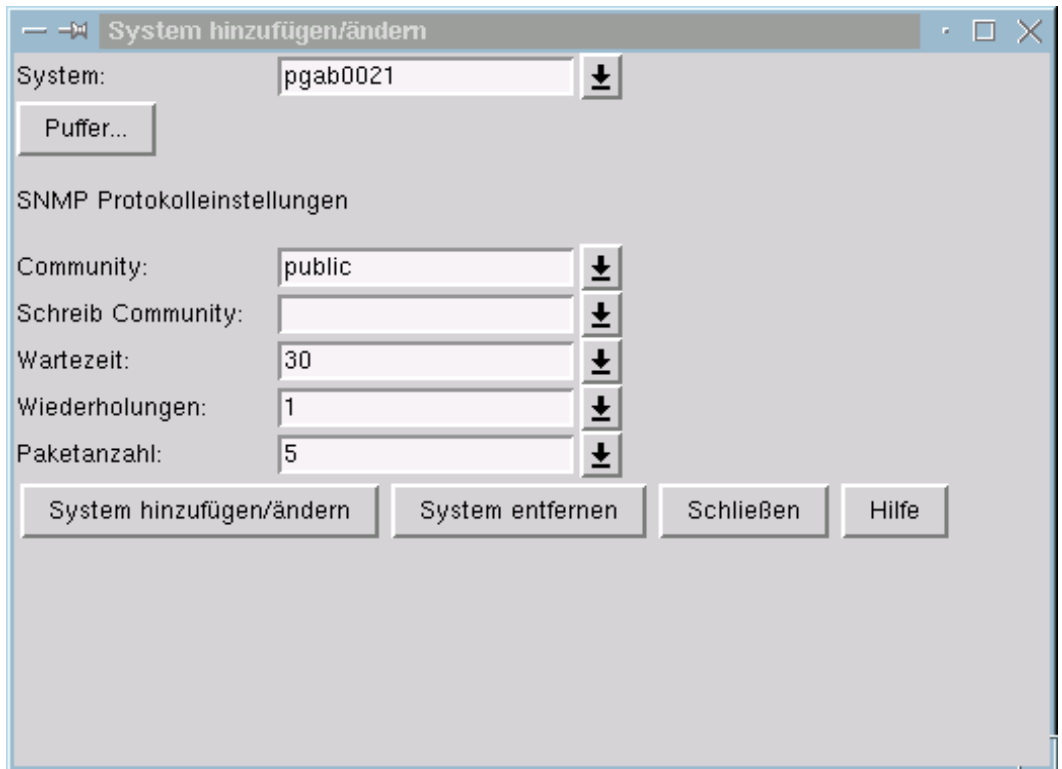 System hinzufügen/ändern
System: pgab0021
Puffer...
SNMP Protokolleinstellungen
Community: public
Schreib Community:
Wartezeit: 30
Wiederholungen: 1
Paketanzahl: 5
System hinzufügen/ändern System entfernen Schließen Hilfe